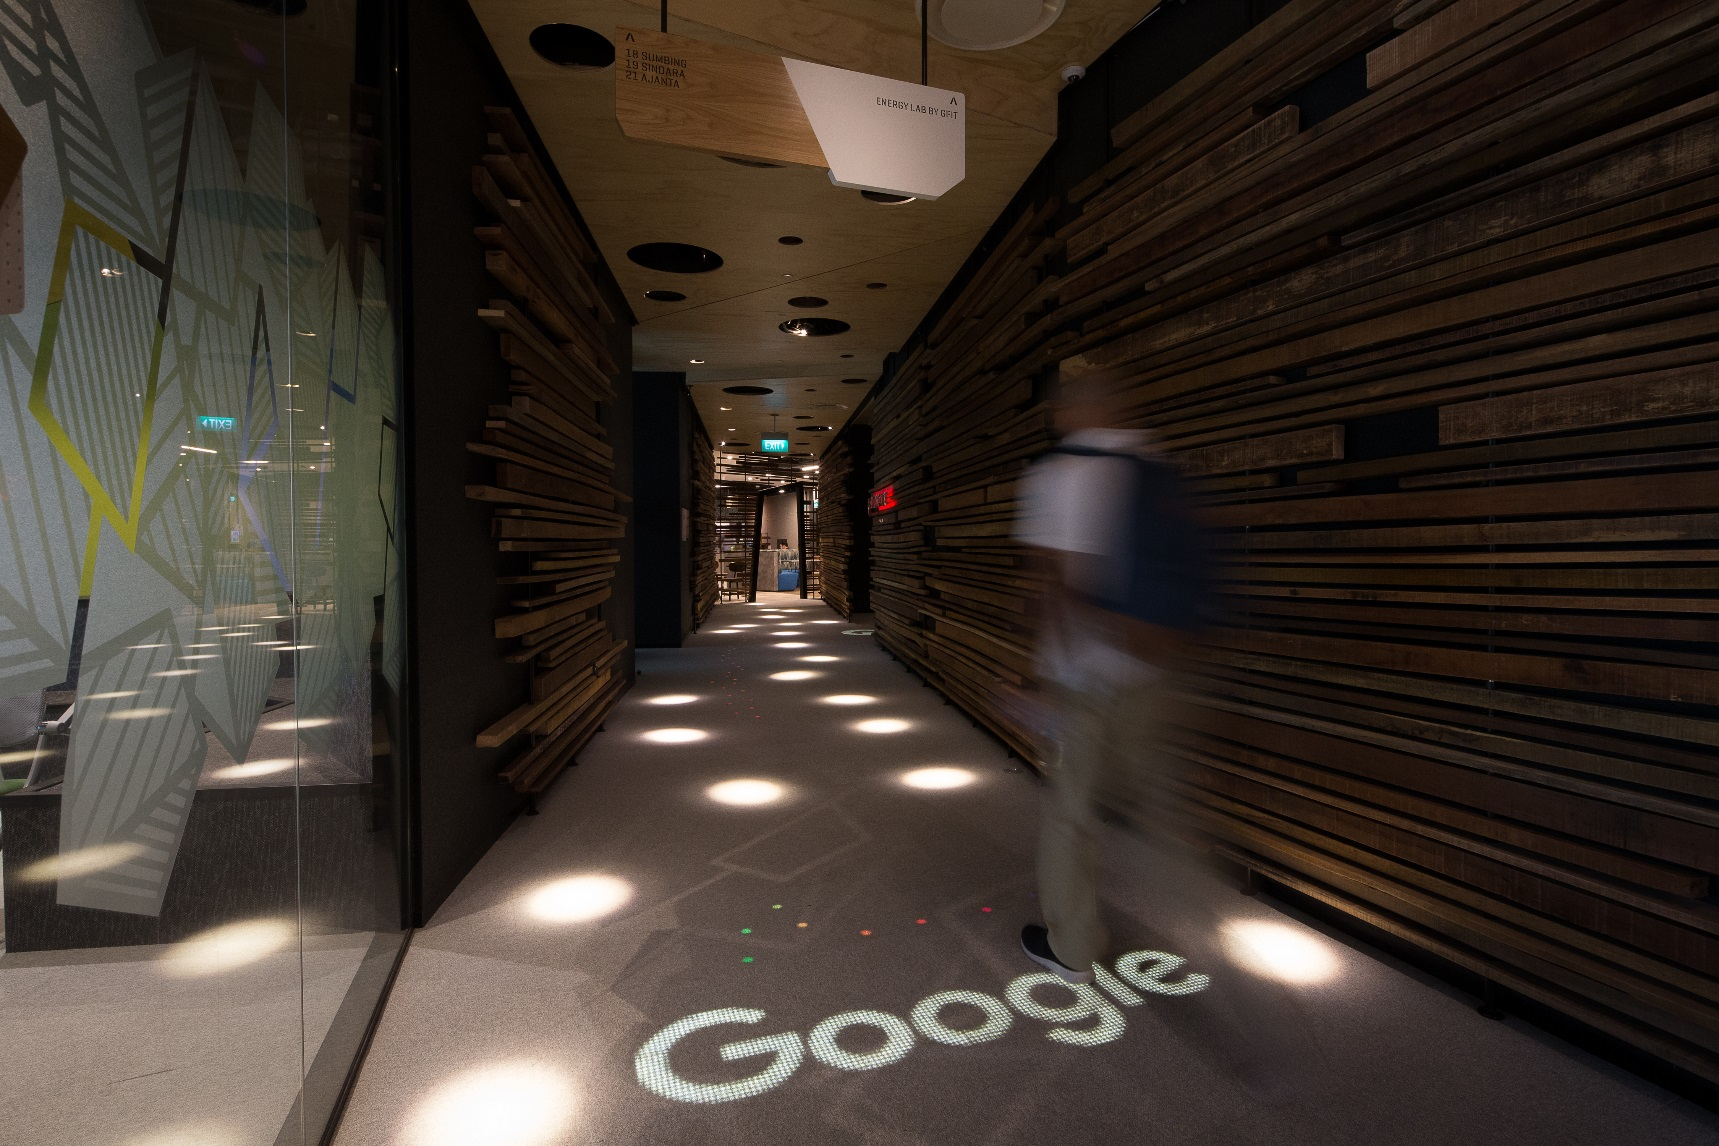 18 SUMBING
19 SINDARA
21 AJANTA
ENERGY LAB BY GFIT
EXIT
EXIT
Google